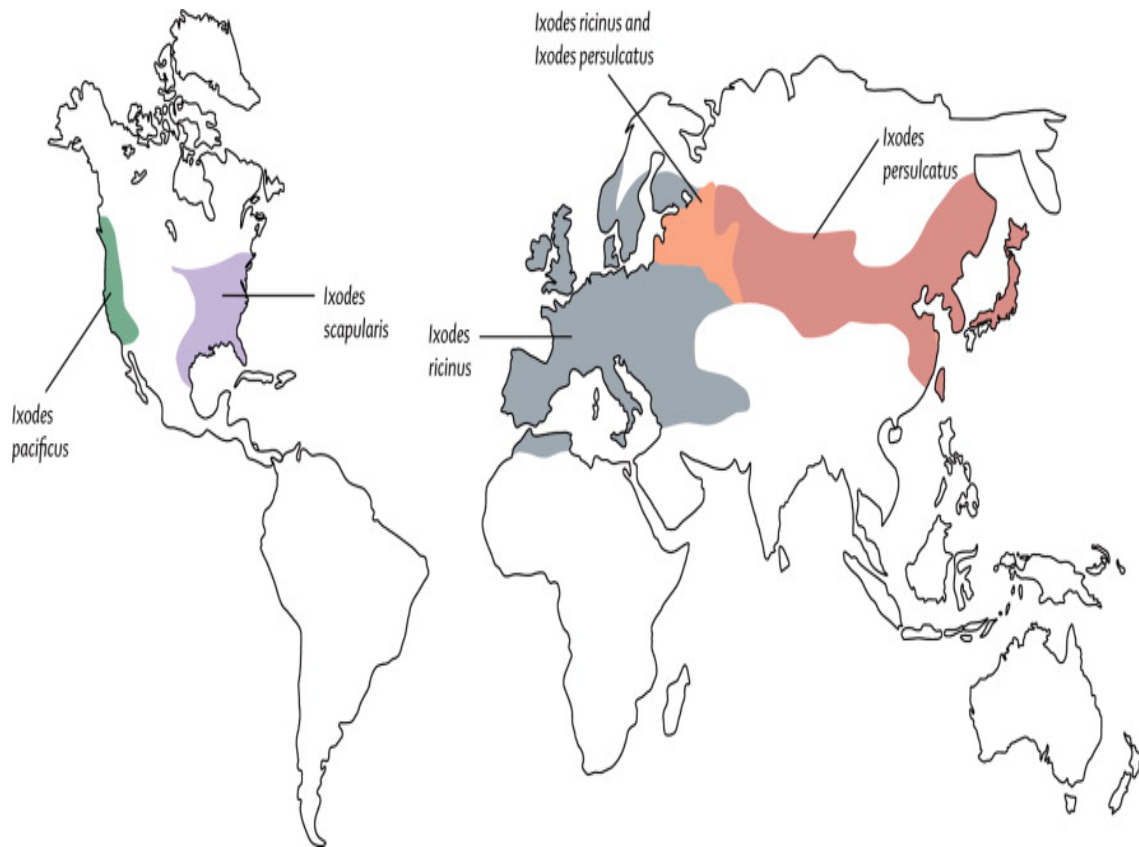 Ixodes ricinus and
Ixodes persulcatus
Ixodes
persulcatus
Ixodes
scapularis
Ixodes
ricinus
Ixodes
pacificus